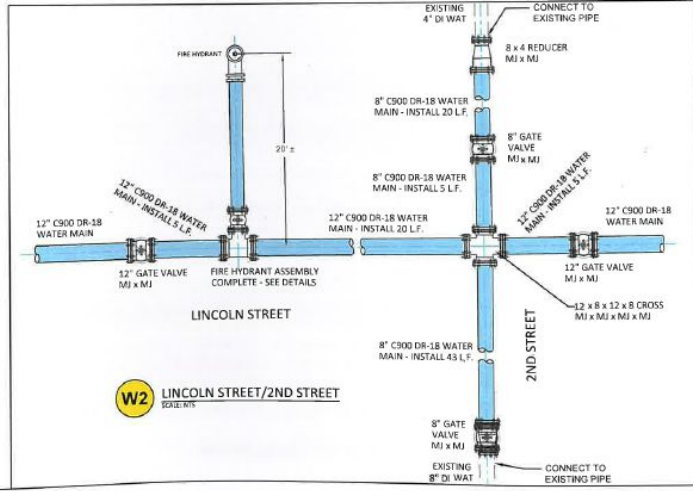 EXISTING
4" DI WAT
CONNECT TO
EXISTING PIPE
FIRE HYDRANT
8 x 4 REDUCER
MJ x MJ
8" C900 DR-18 WATER
MAIN - INSTALL 20 L.F.
8" GATE
VALVE
MJ x MJ
20' ±
8" C900 DR-18 WATER
MAIN - INSTALL 5 L.F.
12" C900 DR-18 WATER
MAIN - INSTALL 5 L.F.
12" C900 DR-18 WATER
MAIN - INSTALL 5 L.F.
12" C900 DR-18
WATER MAIN
12" C900 DR-18 WATER
MAIN - INSTALL 20 L.F.
12" C900 DR-18
WATER MAIN
12" GATE VALVE
MJ x MJ
FIRE HYDRANT ASSEMBLY
COMPLETE - SEE DETAILS
12" GATE VALVE
MJ x MJ
LINCOLN STREET
12 x 8 x 12 x 8 CROSS
MJ x MJ x MJ x MJ
2ND STREET
8" C900 DR-18 WATER
MAIN - INSTALL 43 L.F.
W2
LINCOLN STREET/2ND STREET
SCALE: NTS
8" GATE
VALVE
MJ x MJ
EXISTING
8" DI WAT
CONNECT TO
EXISTING PIPE